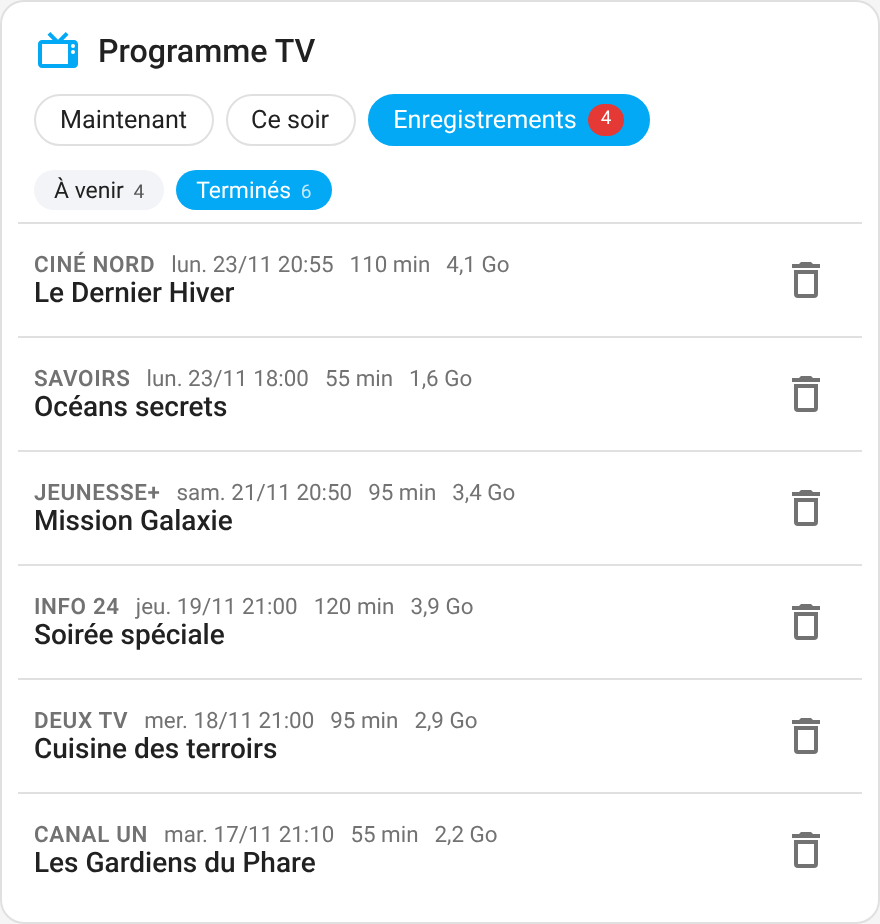 Programme TV
Maintenant Ce soir Enregistrements 4
À venir 4 Terminés 6
CINÉ NORD lun. 23/11 20:55 110 min 4,1 Go
Le Dernier Hiver
SAVOIRS lun. 23/11 18:00 55 min 1,6 Go
Océans secrets
JEUNESSE+ sam. 21/11 20:50 95 min 3,4 Go
Mission Galaxie
INFO 24 jeu. 19/11 21:00 120 min 3,9 Go
Soirée spéciale
DEUX TV mer. 18/11 21:00 95 min 2,9 Go
Cuisine des terroirs
CANAL UN mar. 17/11 21:10 55 min 2,2 Go
Les Gardiens du Phare